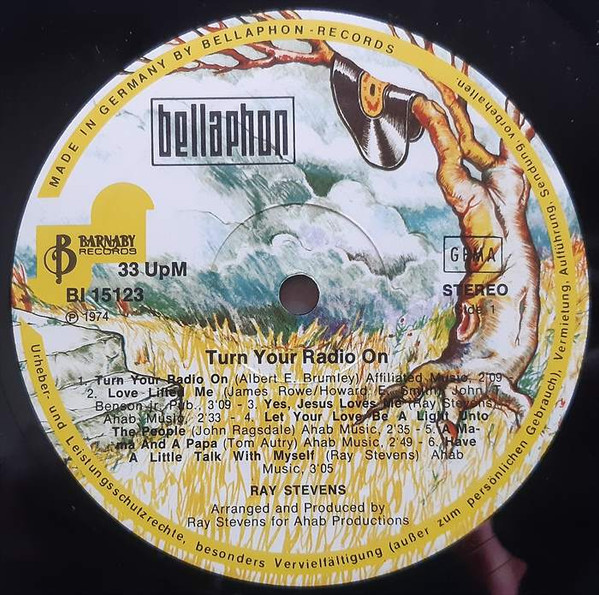 MADE IN GERMANY BY BELLAPHON-RECORDS
bellaphon
B BARNABY
RECORDS
33 UpM
BI 15123
Ⓟ 1974
GEMA
STEREO
Side 1
Turn Your Radio On
1. Turn Your Radio On (Albert E. Brumley) Affiliated Music, 2:09
2. Love Lifted Me (James Rowe/Howard E. Smith, John T.
Benson Jr. Pub., 3:09 - 3. Yes, Jesus Loves Me (Ray Stevens)
Ahab Music, 2:33 - 4. Let Your Love Be A Light Unto
The People (John Ragsdale) Ahab Music, 2:35 - 5. A Ma-
ma And A Papa (Tom Autry) Ahab Music, 2:49 - 6. Have
A Little Talk With Myself (Ray Stevens) Ahab
Music, 3:05
RAY STEVENS
Arranged and Produced by
Ray Stevens for Ahab Productions
Urheber- und Leistungsschutzrechte, besonders Vervielfältigung (außer zum persönlichen Gebrauch), Vermietung, Aufführung, Sendung vorbehalten.